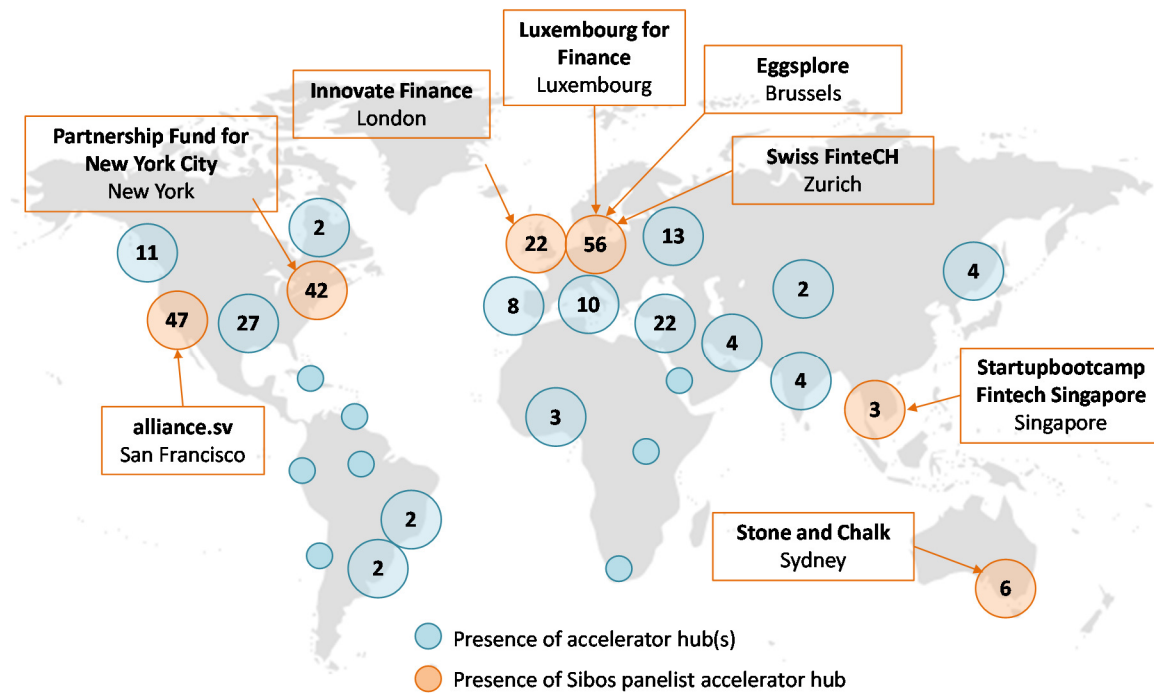 Luxembourg for
Finance
Luxembourg
Eggsplore
Brussels
Innovate Finance
London
Partnership Fund for
New York City
New York
Swiss FinteCH
Zurich
2
11
22
56
13
42
4
2
8
10
47
27
22
4
4
Startupbootcamp
Fintech Singapore
Singapore
3
3
alliance.sv
San Francisco
2
Stone and Chalk
Sydney
2
6
Presence of accelerator hub(s)
Presence of Sibos panelist accelerator hub